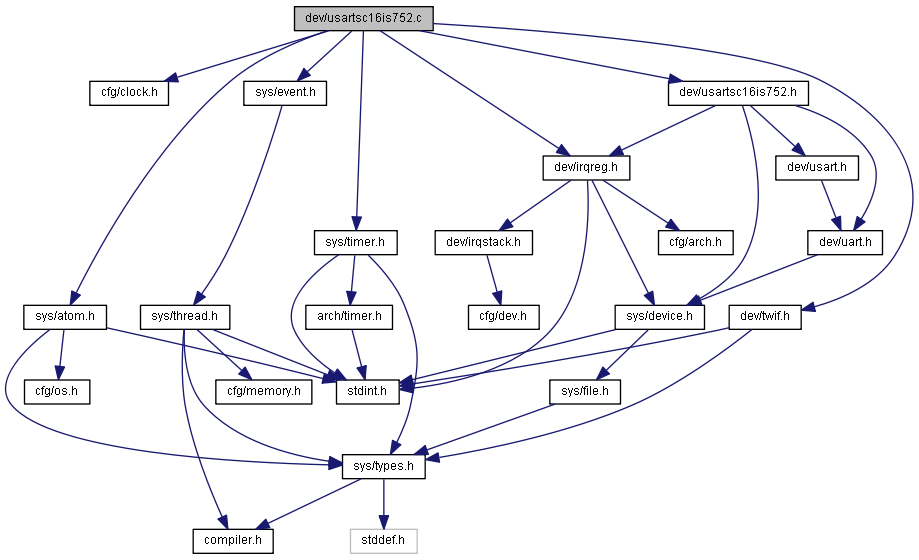 dev/usartsc16is752.c
cfg/clock.h
sys/event.h
dev/usartsc16is752.h
dev/irqreg.h
dev/usart.h
sys/timer.h
dev/irqstack.h
cfg/arch.h
dev/uart.h
sys/atom.h
sys/thread.h
arch/timer.h
cfg/dev.h
sys/device.h
dev/twif.h
cfg/os.h
cfg/memory.h
stdint.h
sys/file.h
sys/types.h
compiler.h
stddef.h